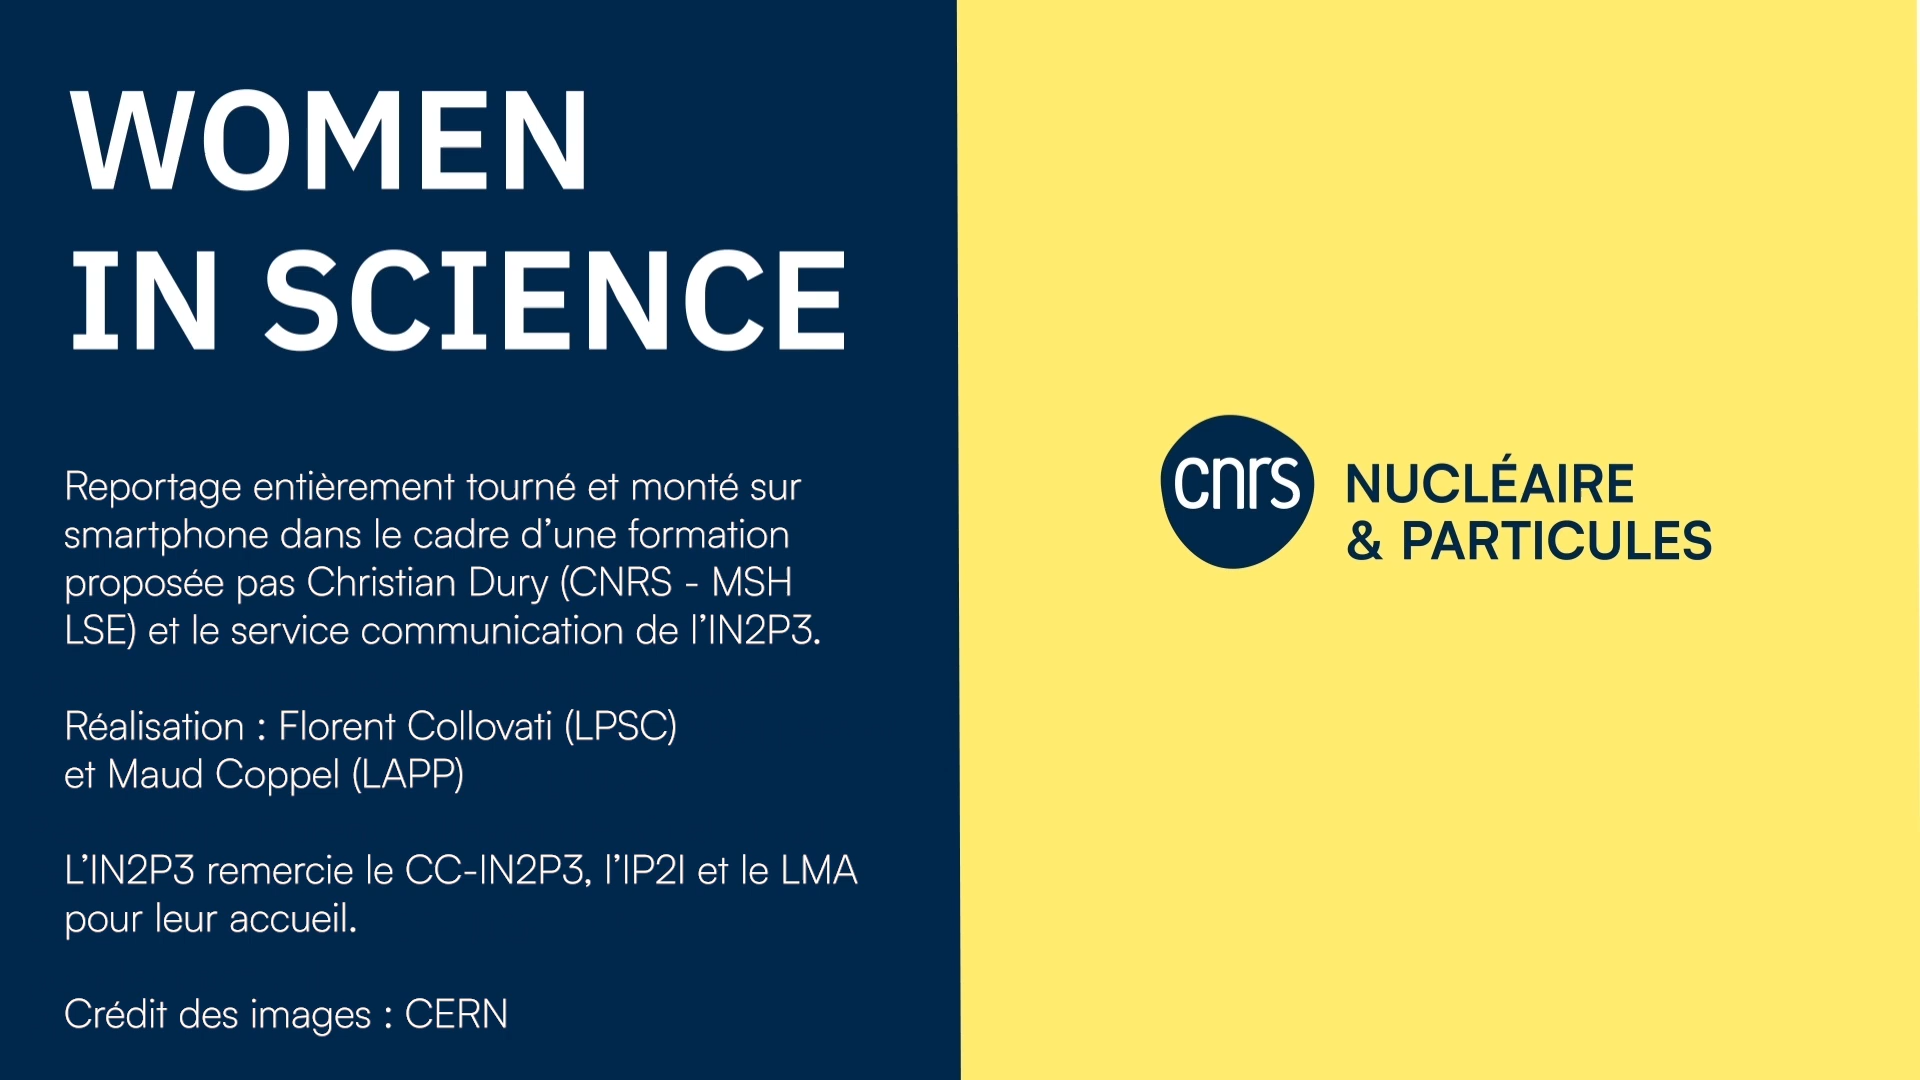 WOMEN
IN SCIENCE
Reportage entièrement tourné et monté sur
smartphone dans le cadre d’une formation
proposée pas Christian Dury (CNRS - MSH
LSE) et le service communication de l’IN2P3.
Réalisation : Florent Collovati (LPSC)
et Maud Coppel (LAPP)
L’IN2P3 remercie le CC-IN2P3, l’IP2I et le LMA
pour leur accueil.
Crédit des images : CERN
cnrs
NUCLÉAIRE
& PARTICULES